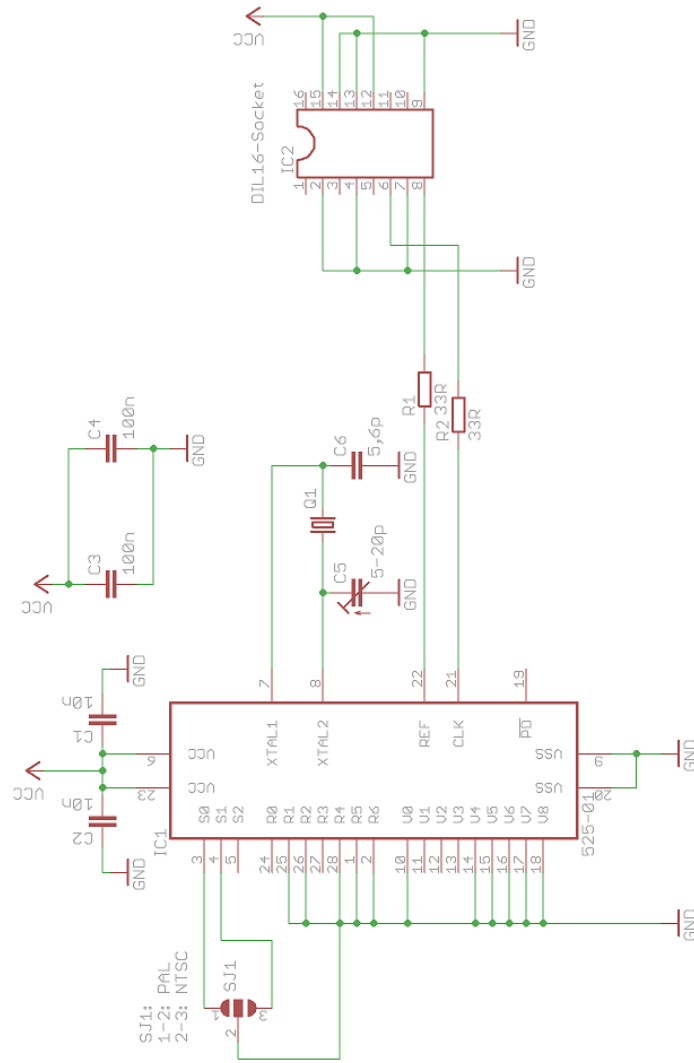 VCC
GND
16
15
14
13
12
11
10
9
DIL16-Socket
IC2
1
2
3
4
5
6
7
8
GND
R1
33R
R2
33R
C4
100n
GND
C3
100n
VCC
C6
5,6p
GND
Q1
C5
5-20p
GND
GND
10n
C1
VCC
10n
C2
GND
6
VCC
23
VCC
IC1
7
XTAL1
8
XTAL2
22
REF
21
CLK
19
PD
9
VSS
20
VSS
GND
525-01
3 S0
4 S1
5 S2
24 R0
25 R1
26 R2
27 R3
28 R4
1 R5
2 R6
10 V0
11 V1
12 V2
13 V3
14 V4
15 V5
16 V6
17 V7
18 V8
GND
SJ1
1
2
3
SJ1:
1-2: PAL
2-3: NTSC